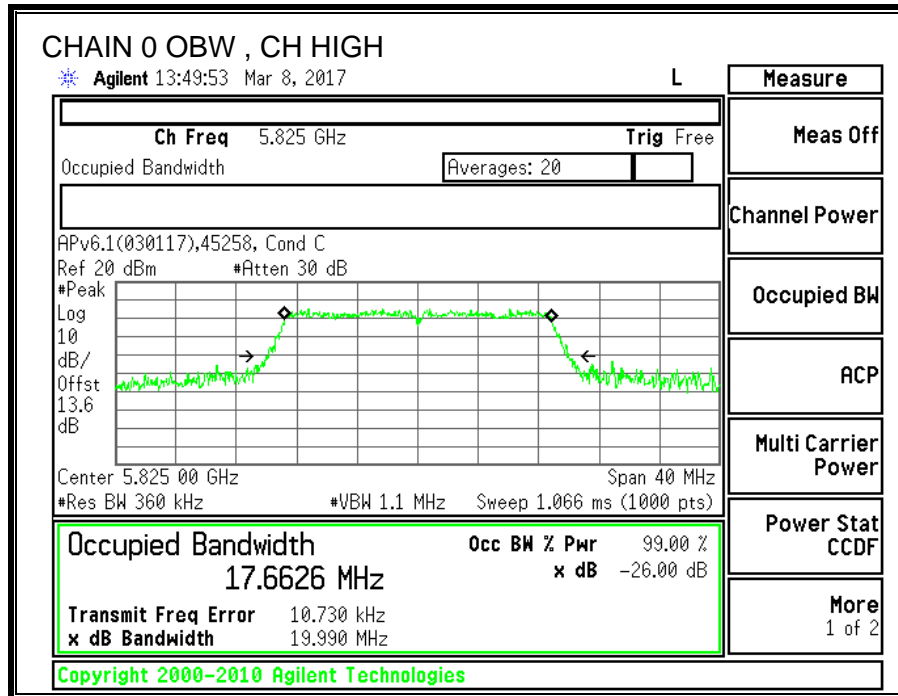 CHAIN 0 OBW , CH HIGH
Agilent 13:49:53 Mar 8, 2017 L
Measure
Ch Freq 5.825 GHz Trig Free
Meas Off
Occupied Bandwidth Averages: 20
Channel Power
APv6.1(030117),45258, Cond C
Ref 20 dBm #Atten 30 dB
#Peak
Log
10
dB/
Offst
13.6
dB
Occupied BW
ACP
Multi Carrier
Power
Center 5.825 00 GHz Span 40 MHz
#Res BW 360 kHz #VBW 1.1 MHz Sweep 1.066 ms (1000 pts)
Power Stat
CCDF
Occupied Bandwidth Occ BW % Pwr 99.00 %
17.6626 MHz x dB -26.00 dB
Transmit Freq Error 10.730 kHz
x dB Bandwidth 19.990 MHz
More
1 of 2
Copyright 2000-2010 Agilent Technologies